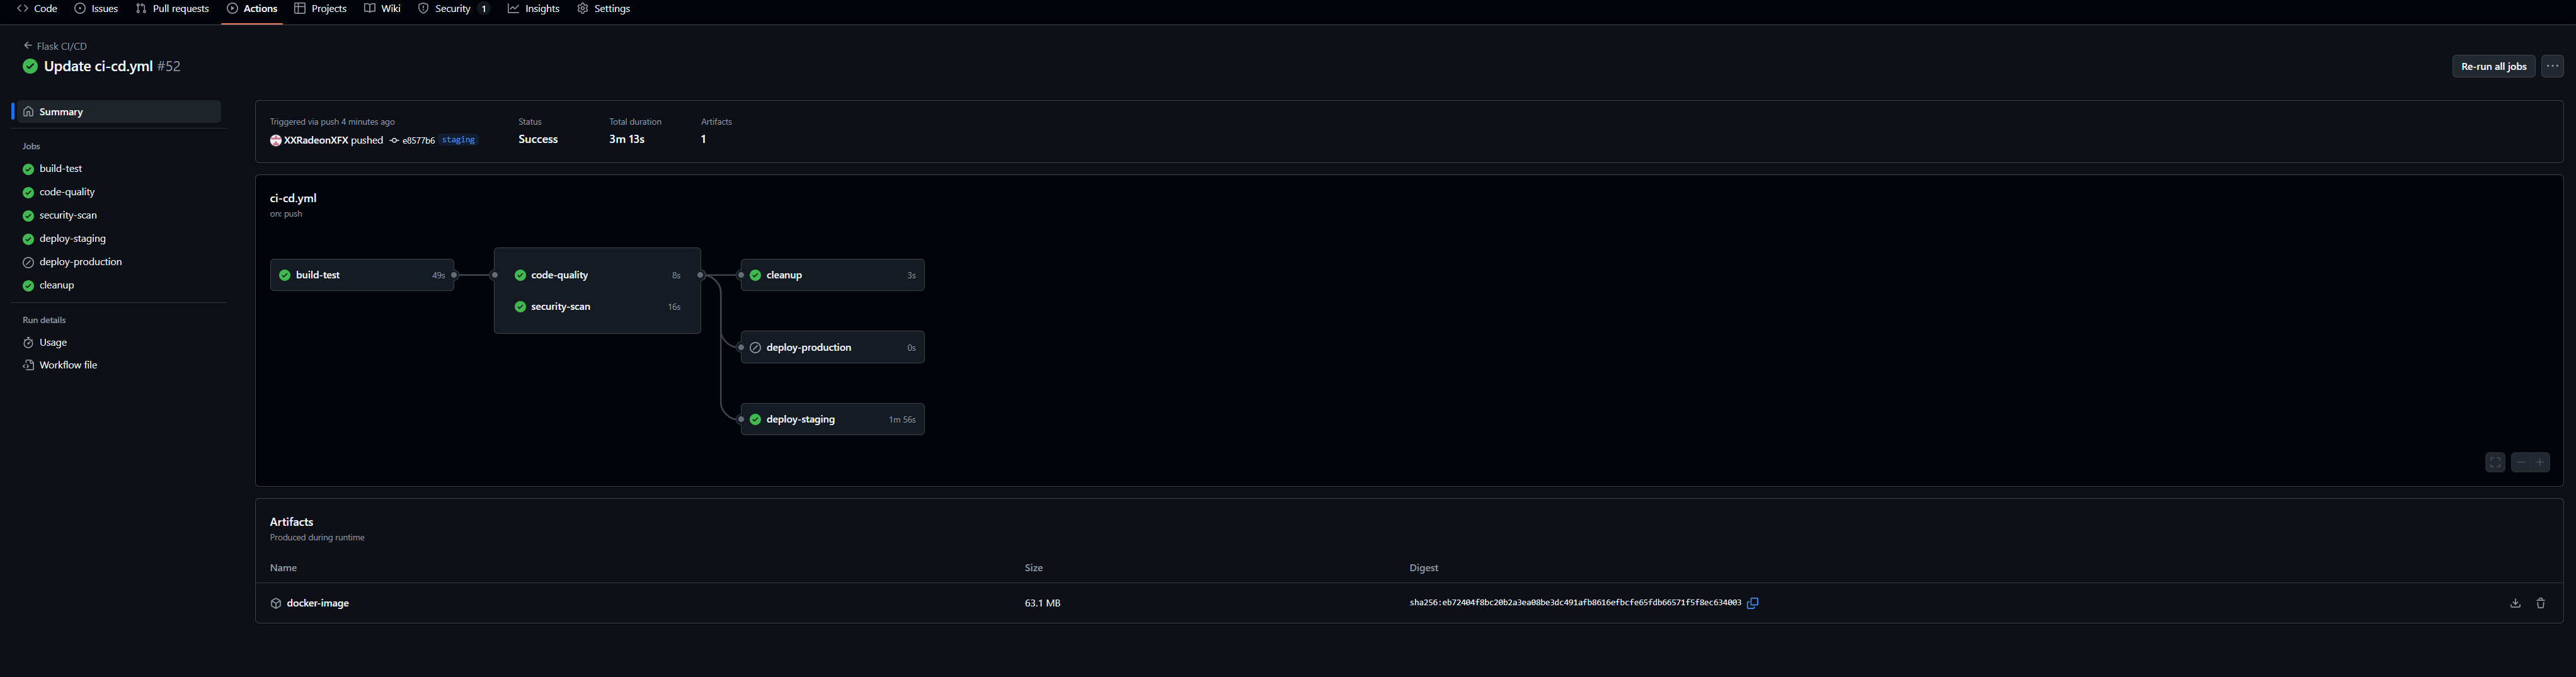 Code Issues Pull requests Actions Projects Wiki Security 1 Insights Settings
Flask CI/CD
Update ci-cd.yml #52
Re-run all jobs
Summary
Jobs
build-test
code-quality
security-scan
deploy-staging
deploy-production
cleanup
Run details
Usage
Workflow file
Triggered via push 4 minutes ago
XXRadeonXFX pushed e8577b6 staging
Status
Success
Total duration
3m 13s
Artifacts
1
ci-cd.yml
on: push
build-test 49s
code-quality 8s
security-scan 16s
cleanup 3s
deploy-production 0s
deploy-staging 1m 56s
Artifacts
Produced during runtime
Name Size Digest
docker-image 63.1 MB sha256:eb72404f8bc20b2a3ea08be3dc491afb8616efbcfe65fdb66571f5f8ec634003